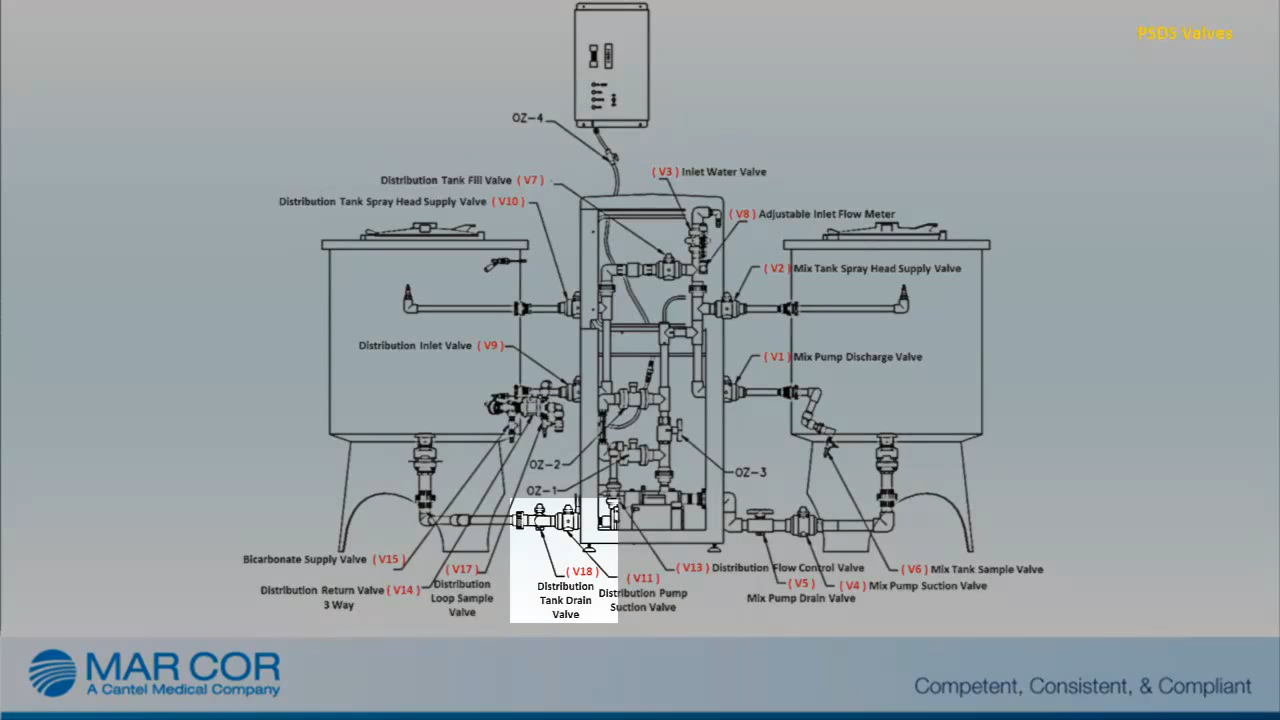 PSDS Valves
OZ-4
( V3 ) Inlet Water Valve
Distribution Tank Fill Valve ( V7 )
Distribution Tank Spray Head Supply Valve ( V10 )
( V8 ) Adjustable Inlet Flow Meter
( V2 ) Mix Tank Spray Head Supply Valve
Distribution Inlet Valve ( V9 )
( V1 ) Mix Pump Discharge Valve
OZ-2
OZ-3
OZ-1
Bicarbonate Supply Valve ( V15 )
Distribution Return Valve ( V14 )
3 Way
( V17 )
Distribution
Loop Sample
Valve
( V18 )
Distribution
Tank Drain
Valve
( V11 )
Distribution Pump
Suction Valve
( V13 ) Distribution Flow Control Valve
( V5 )
Mix Pump Drain Valve
( V4 ) Mix Pump Suction Valve
( V6 ) Mix Tank Sample Valve
MAR COR
A Cantel Medical Company
Competent, Consistent, & Compliant